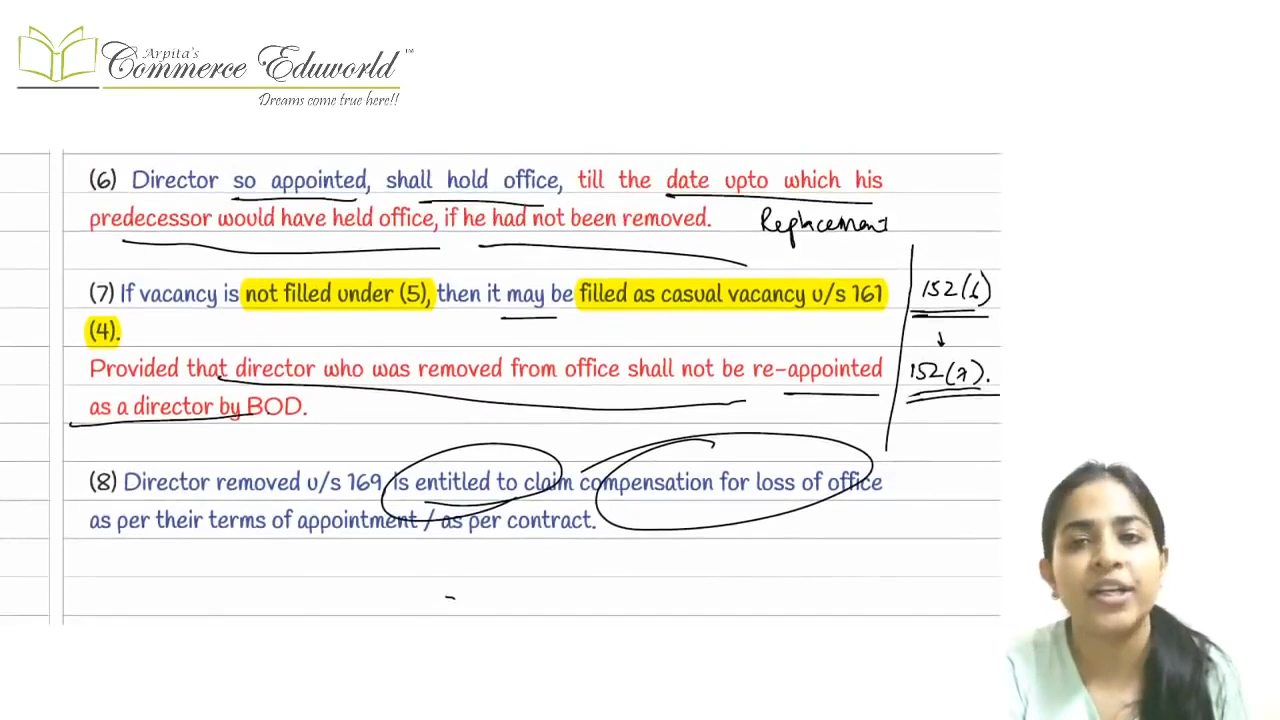 Arpita's
Commerce Eduworld ™
Dreams come true here!!
(6) Director so appointed, shall hold office, till the date upto which his
predecessor would have held office, if he had not been removed.
Replacement
(7) If vacancy is not filled under (5), then it may be filled as casual vacancy u/s 161
(4).
152(6)
Provided that director who was removed from office shall not be re-appointed
as a director by BOD.
152(7).
(8) Director removed u/s 169, is entitled to claim compensation for loss of office
as per their terms of appointment / as per contract.